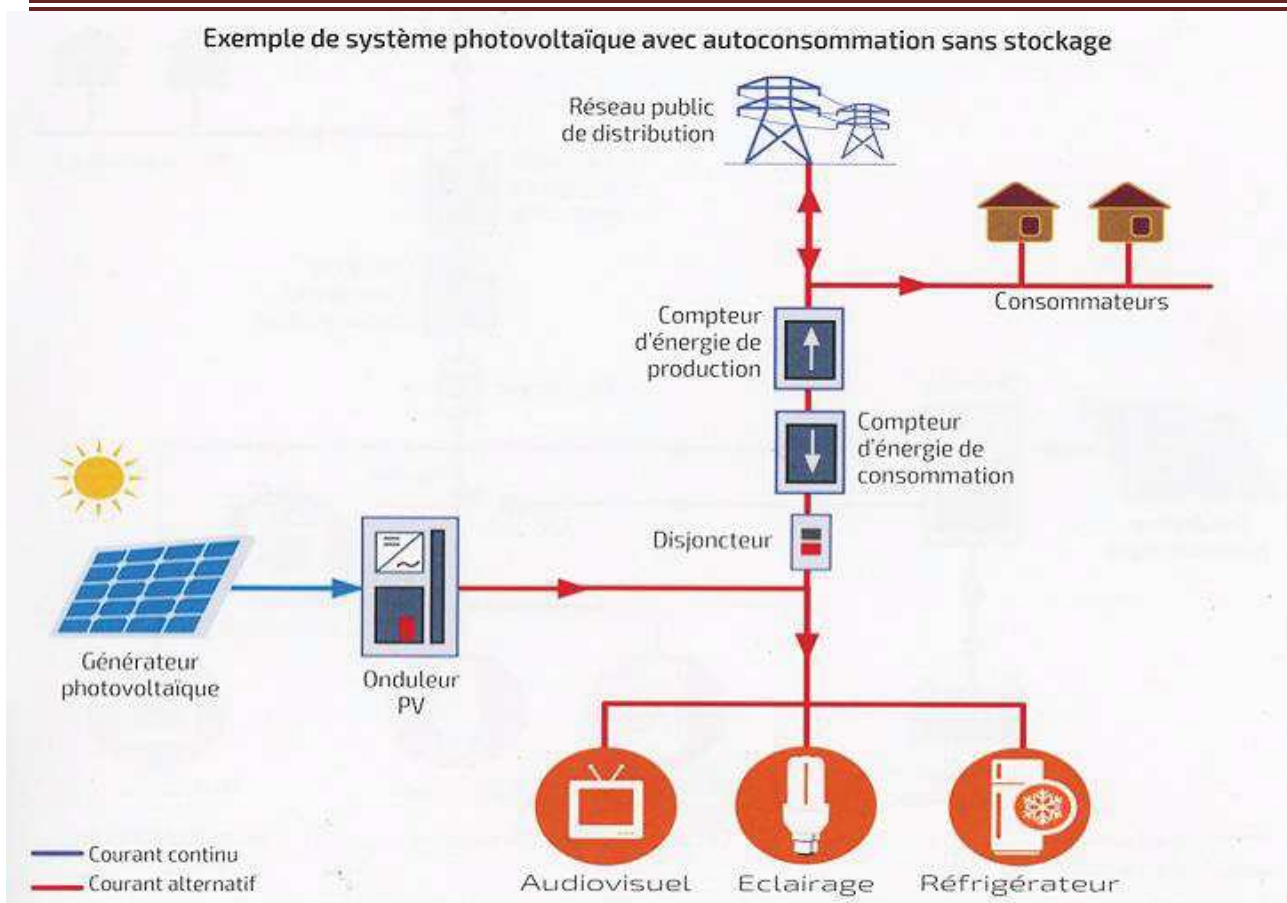 Exemple de système photovoltaïque avec autoconsommation sans stockage
Réseau public
de distribution
Consommateurs
Compteur
d'énergie de
production
Compteur
d'énergie de
consommation
Disjoncteur
Générateur
photovoltaïque
Onduleur
PV
Courant continu
Courant alternatif
Audiovisuel
Eclairage
Réfrigérateur